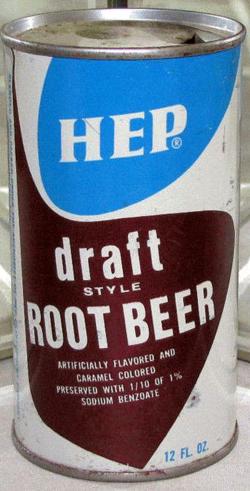 HEP®
draft
STYLE
ROOT BEER
ARTIFICIALLY FLAVORED AND
CARAMEL COLORED
PRESERVED WITH 1/10 OF 1%
SODIUM BENZOATE
12 FL. OZ.